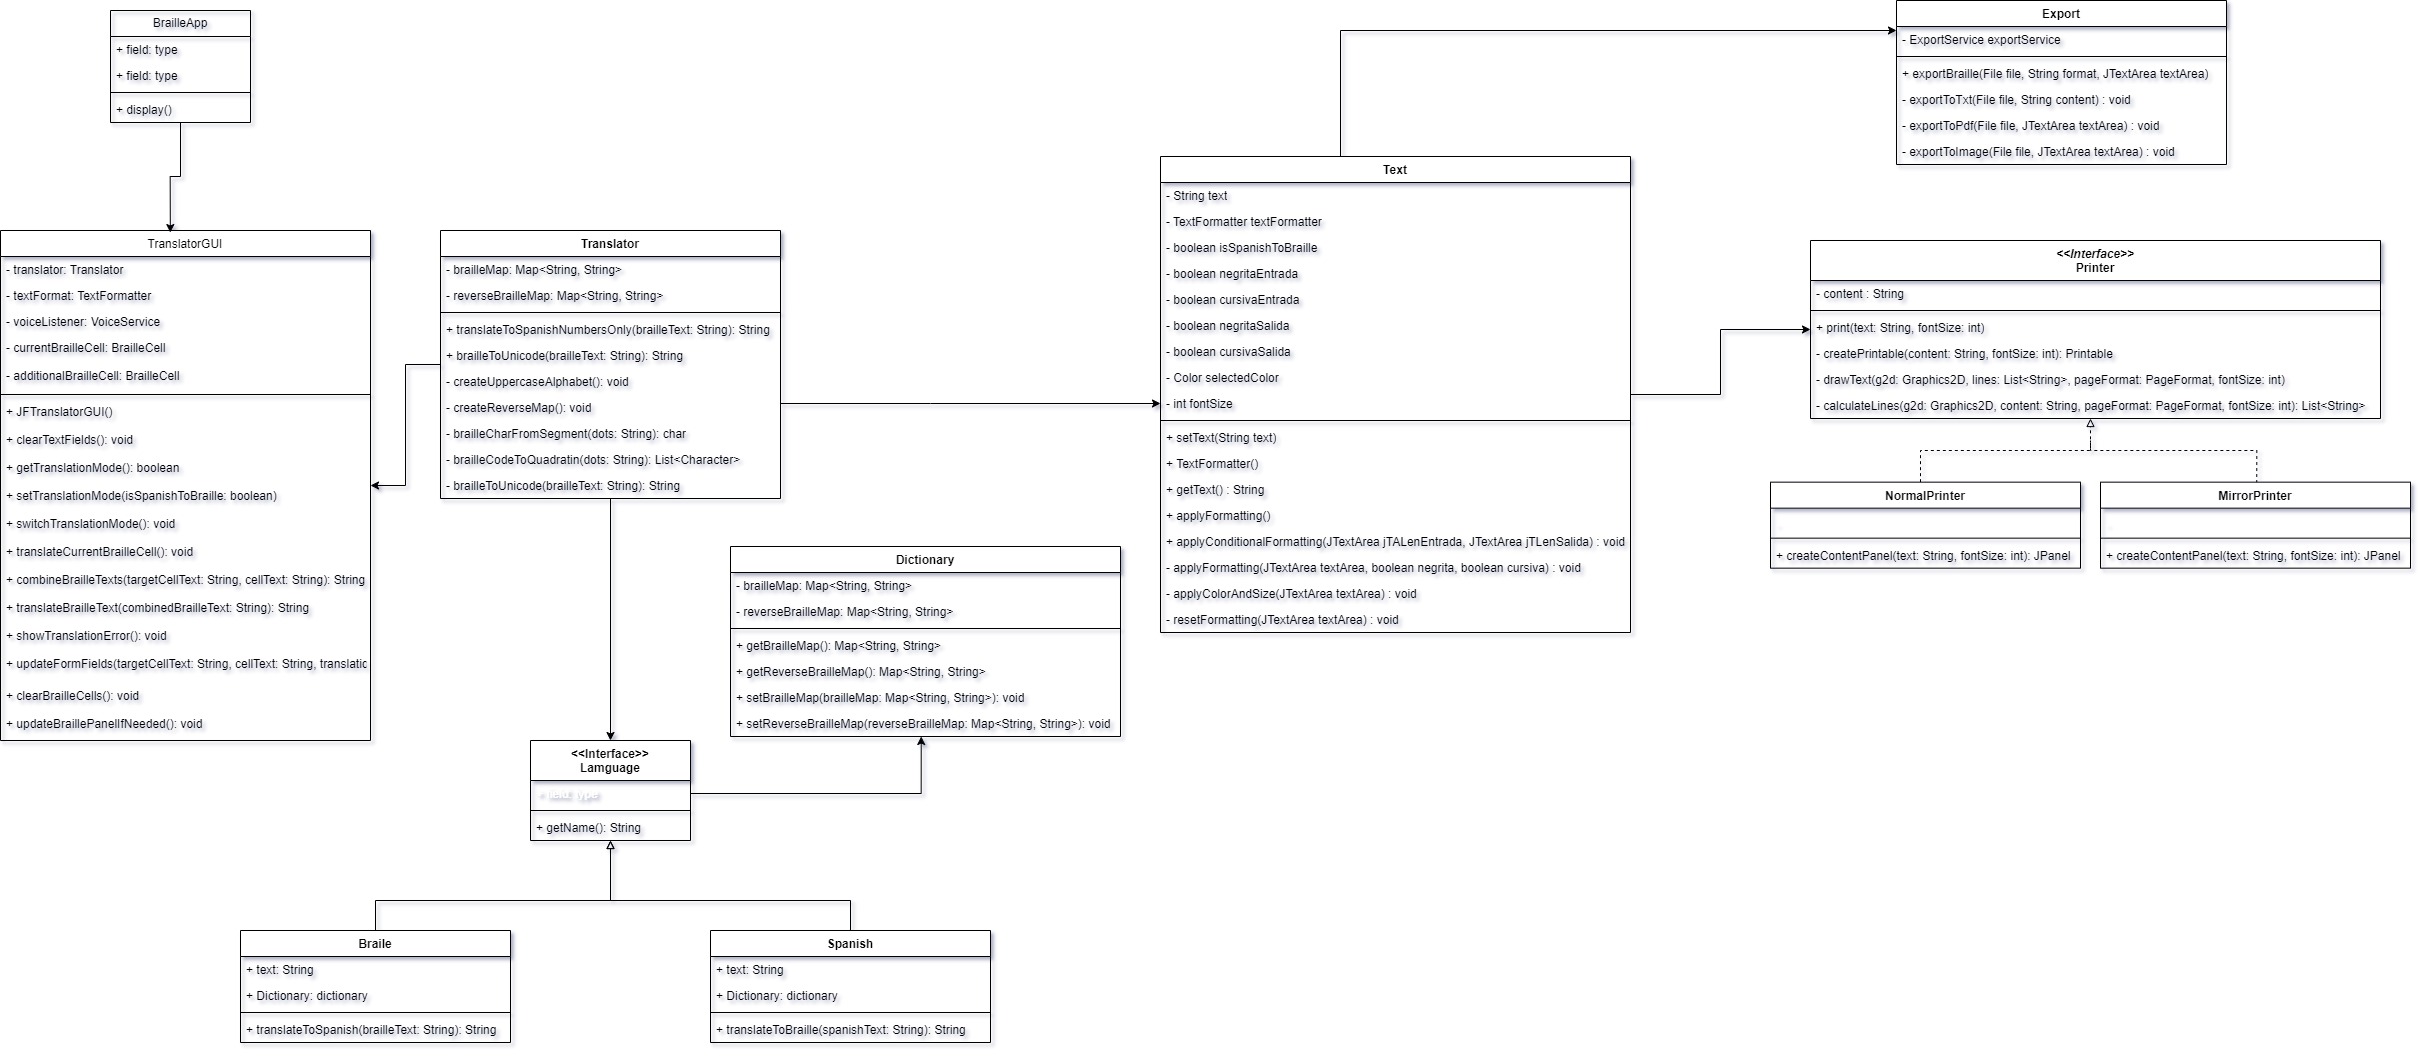 BrailleApp
+ field: type
+ field: type
+ display()
TranslatorGUI
- translator: Translator
- textFormat: TextFormatter
- voiceListener: VoiceService
- currentBrailleCell: BrailleCell
- additionalBrailleCell: BrailleCell
+ JFTranslatorGUI()
+ clearTextFields(): void
+ getTranslationMode(): boolean
+ setTranslationMode(isSpanishToBraille: boolean)
+ switchTranslationMode(): void
+ translateCurrentBrailleCell(): void
+ combineBrailleTexts(targetCellText: String, cellText: String): String
+ translateBrailleText(combinedBrailleText: String): String
+ showTranslationError(): void
+ updateFormFields(targetCellText: String, cellText: String, translatic
+ clearBrailleCells(): void
+ updateBraillePanelIfNeeded(): void
Translator
- brailleMap: Map<String, String>
- reverseBrailleMap: Map<String, String>
+ translateToSpanishNumbersOnly(brailleText: String): String
+ brailleToUnicode(brailleText: String): String
- createUppercaseAlphabet(): void
- createReverseMap(): void
- brailleCharFromSegment(dots: String): char
- brailleCodeToQuadratin(dots: String): List<Character>
- brailleToUnicode(brailleText: String): String
Dictionary
- brailleMap: Map<String, String>
- reverseBrailleMap: Map<String, String>
+ getBrailleMap(): Map<String, String>
+ getReverseBrailleMap(): Map<String, String>
+ setBrailleMap(brailleMap: Map<String, String>): void
+ setReverseBrailleMap(reverseBrailleMap: Map<String, String>): void
<<Interface>>
Lamguage
+ field: type
+ getName(): String
Braile
+ text: String
+ Dictionary: dictionary
+ translateToSpanish(brailleText: String): String
Spanish
+ text: String
+ Dictionary: dictionary
+ translateToBraille(spanishText: String): String
Text
- String text
- TextFormatter textFormatter
- boolean isSpanishToBraille
- boolean negritaEntrada
- boolean cursivaEntrada
- boolean negritaSalida
- boolean cursivaSalida
- Color selectedColor
- int fontSize
+ setText(String text)
+ TextFormatter()
+ getText() : String
+ applyFormatting()
+ applyConditionalFormatting(JTextArea jTALenEntrada, JTextArea jTLenSalida) : void
- applyFormatting(JTextArea textArea, boolean negrita, boolean cursiva) : void
- applyColorAndSize(JTextArea textArea) : void
- resetFormatting(JTextArea textArea) : void
Export
- ExportService exportService
+ exportBraille(File file, String format, JTextArea textArea)
- exportToTxt(File file, String content) : void
- exportToPdf(File file, JTextArea textArea) : void
- exportToImage(File file, JTextArea textArea) : void
<<Interface>>
Printer
- content : String
+ print(text: String, fontSize: int)
- createPrintable(content: String, fontSize: int): Printable
- drawText(g2d: Graphics2D, lines: List<String>, pageFormat: PageFormat, fontSize: int)
- calculateLines(g2d: Graphics2D, content: String, pageFormat: PageFormat, fontSize: int): List<String>
NormalPrinter
+ createContentPanel(text: String, fontSize: int): JPanel
MirrorPrinter
+ createContentPanel(text: String, fontSize: int): JPanel